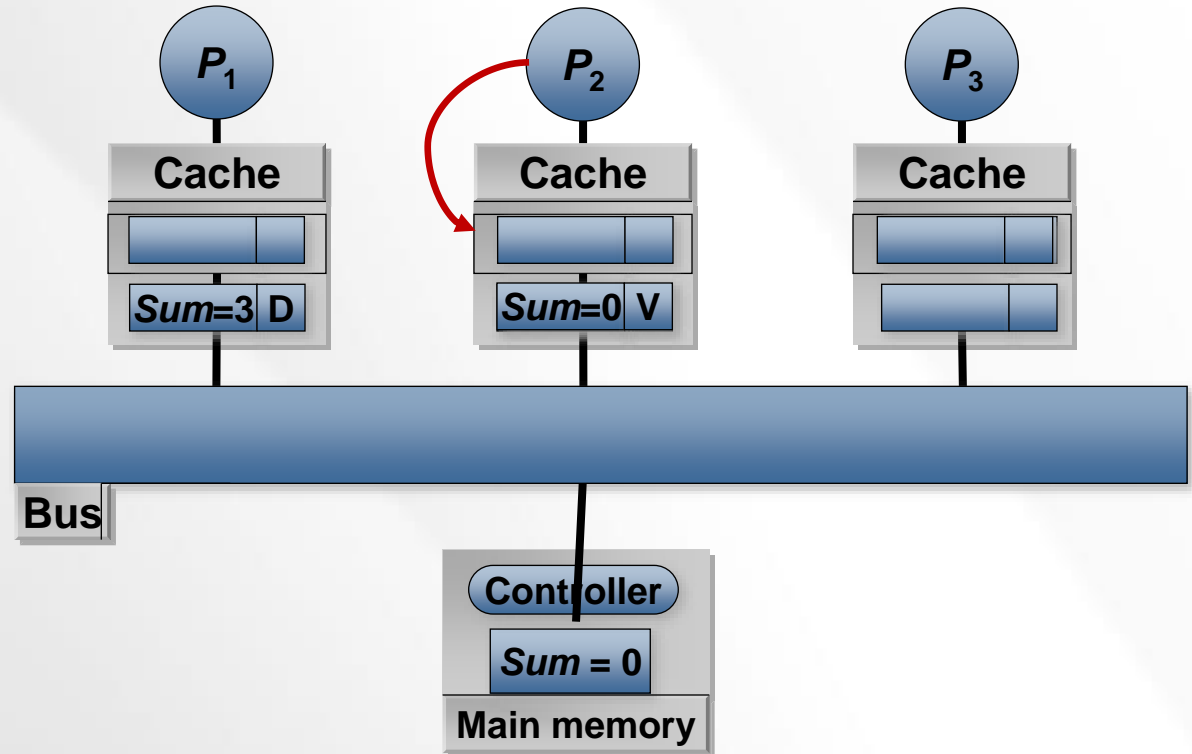 P1
P2
P3
Cache
Cache
Cache
Sum=3 D
Sum=0 V
Bus
Controller
Sum = 0
Main memory